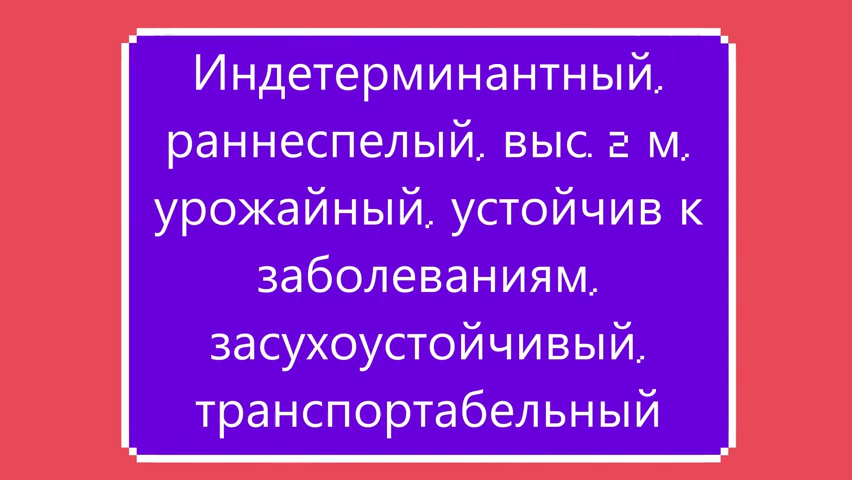 Индетерминантный,
раннеспелый, выс. 2 м,
урожайный, устойчив к
заболеваниям,
засухоустойчивый,
транспортабельный